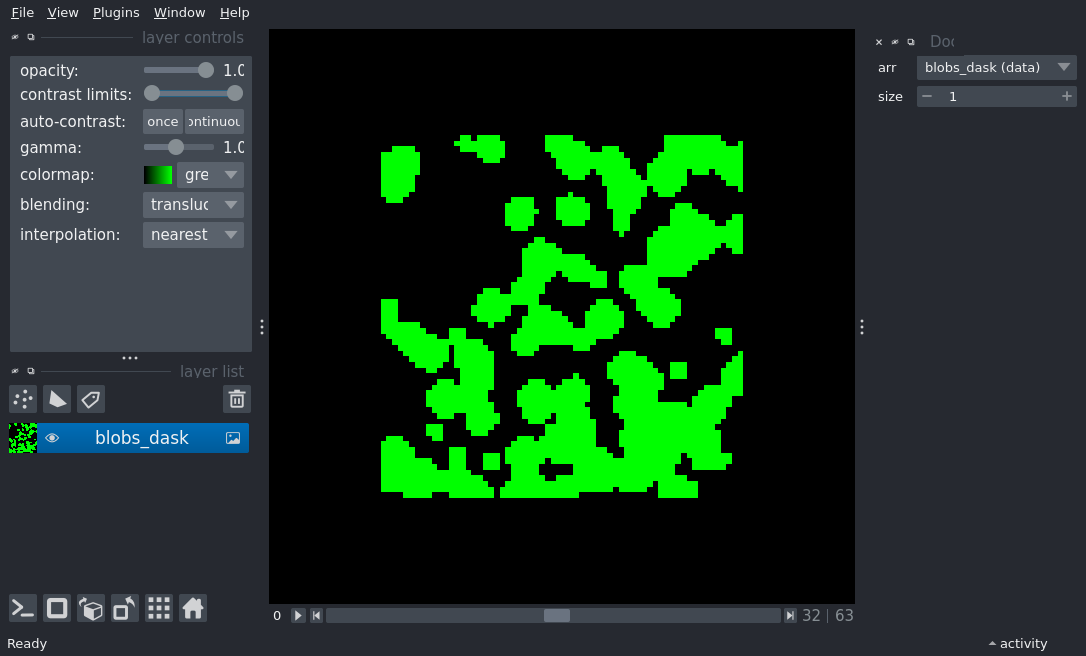 File View Plugins Window Help
layer controls
opacity: 1.0
contrast limits:
auto-contrast: once ontinuou
gamma: 1.0
colormap: gre
blending: transluc
interpolation: nearest
layer list
blobs_dask
0 32 | 63
Ready
Doc
arr blobs_dask (data)
size 1
activity